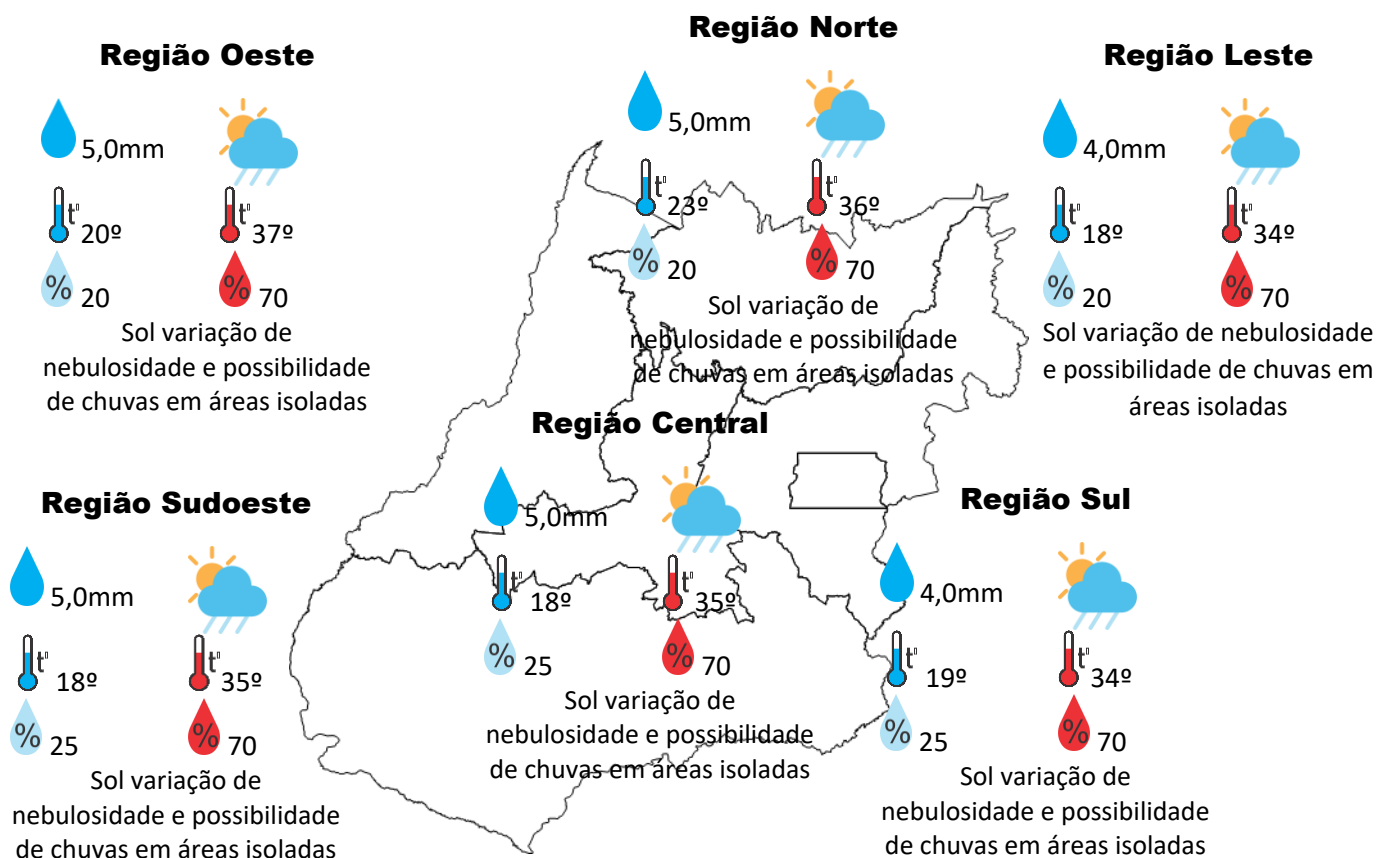 Região Oeste
5,0mm
t°
20º
37º
%
20
%
70
Sol variação de
nebulosidade e possibilidade
de chuvas em áreas isoladas
Região Norte
5,0mm
t°
23º
t°
36º
%
20
%
70
Sol variação de
nebulosidade e possibilidade
de chuvas em áreas isoladas
Região Leste
4,0mm
t°
18º
t°
34º
%
20
%
70
Sol variação de nebulosidade
e possibilidade de chuvas em
áreas isoladas
Região Central
5,0mm
t°
18º
t°
35º
%
25
%
70
Sol variação de
nebulosidade e possibilidade
de chuvas em áreas isoladas
Região Sudoeste
5,0mm
t°
18º
t°
35º
%
25
%
70
Sol variação de
nebulosidade e possibilidade
de chuvas em áreas isoladas
Região Sul
4,0mm
t°
19º
t°
34º
%
25
%
70
Sol variação de
nebulosidade e possibilidade
de chuvas em áreas isoladas